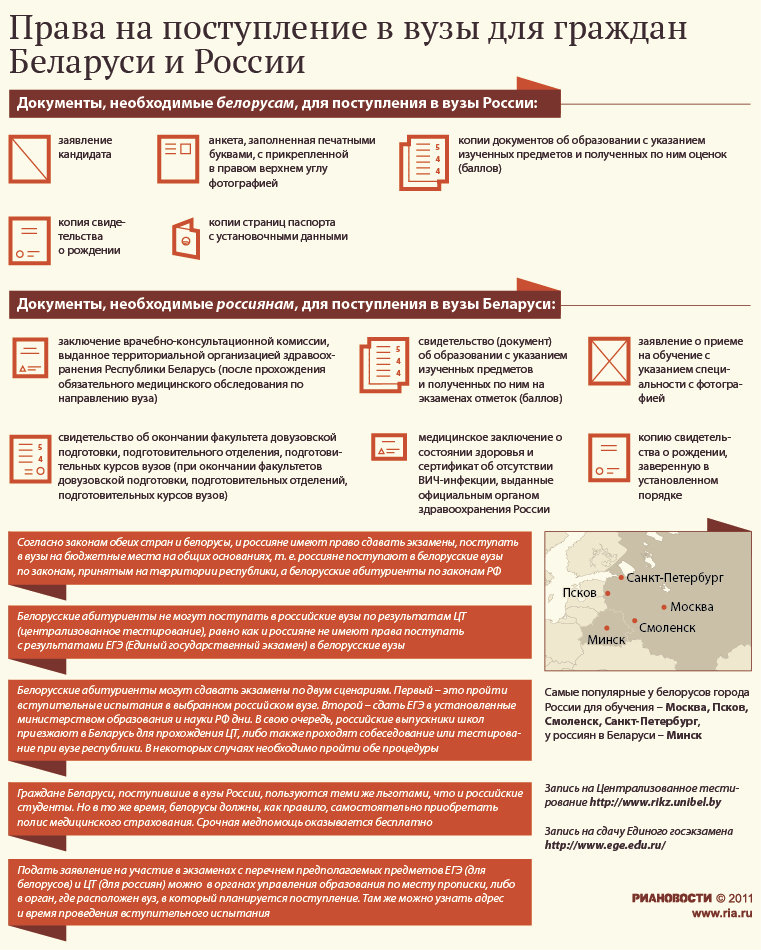 Права на поступление в вузы для граждан
Беларуси и России
Документы, необходимые белорусам, для поступления в вузы России:
заявление
кандидата
анкета, заполненная печатными
буквами, с прикрепленной
в правом верхнем углу
фотографией
5
4
4
копии документов об образовании с указанием
изученных предметов и полученных по ним оценок
(баллов)
копия свиде-
тельства
о рождении
копии страниц паспорта
с установочными данными
Документы, необходимые россиянам, для поступления в вузы Беларуси:
заключение врачебно-консультационной комиссии,
выданное территориальной организацией здравоох-
ранения Республики Беларусь (после прохождения
обязательного медицинского обследования по
направлению вуза)
5
4
4
свидетельство (документ)
об образовании с указанием
изученных предметов
и полученных по ним на
экзаменах отметок (баллов)
заявление о приеме
на обучение с
указанием специ-
альности с фотогра-
фией
5
4
свидетельство об окончании факультета довузовской
подготовки, подготовительного отделения, подготови-
тельных курсов вузов (при окончании факультетов
довузовской подготовки, подготовительных отделений,
подготовительных курсов вузов)
медицинское заключение о
состоянии здоровья и
сертификат об отсутствии
ВИЧ-инфекции, выданные
официальным органом
здравоохранения России
копию свидетель-
ства о рождении,
заверенную в
установленном
порядке
Согласно законам обеих стран и белорусы, и россияне имеют право сдавать экзамены, поступать
в вузы на бюджетные места на общих основаниях, т. е. россияне поступают в белорусские вузы
по законам, принятым на территории республики, а белорусские абитуриенты по законам РФ
Белорусские абитуриенты не могут поступать в российские вузы по результатам ЦТ
(централизованное тестирование), равно как и россияне не имеют права поступать
с результатами ЕГЭ (Единый государственный экзамен) в белорусские вузы
Белорусские абитуриенты могут сдавать экзамены по двум сценариям. Первый – это пройти
вступительные испытания в выбранном российском вузе. Второй – сдать ЕГЭ в установленные
министерством образования и науки РФ дни. В свою очередь, российские выпускники школ
приезжают в Беларусь для прохождения ЦТ, либо также проходят собеседование или тестирова-
ние при вузе республики. В некоторых случаях необходимо пройти обе процедуры
Граждане Беларуси, поступившие в вузы России, пользуются теми же льготами, что и российские
студенты. Но в то же время, белорусы должны, как правило, самостоятельно приобретать
полис медицинского страхования. Срочная медпомощь оказывается бесплатно
Подать заявление на участие в экзаменах с перечнем предполагаемых предметов ЕГЭ (для
белорусов) и ЦТ (для россиян) можно в органах управления образования по месту прописки, либо
в орган, где расположен вуз, в который планируется поступление. Там же можно узнать адрес
и время проведения вступительного испытания
Санкт-Петербург
Псков
Москва
Смоленск
Минск
Самые популярные у белорусов города
России для обучения – Москва, Псков,
Смоленск, Санкт-Петербург,
у россиян в Беларуси – Минск
Запись на Централизованное тести-
рование http://www.rikz.unibel.by
Запись на сдачу Единого госэкзамена
http://www.ege.edu.ru/
РИАНОВОСТИ © 2011
www.ria.ru